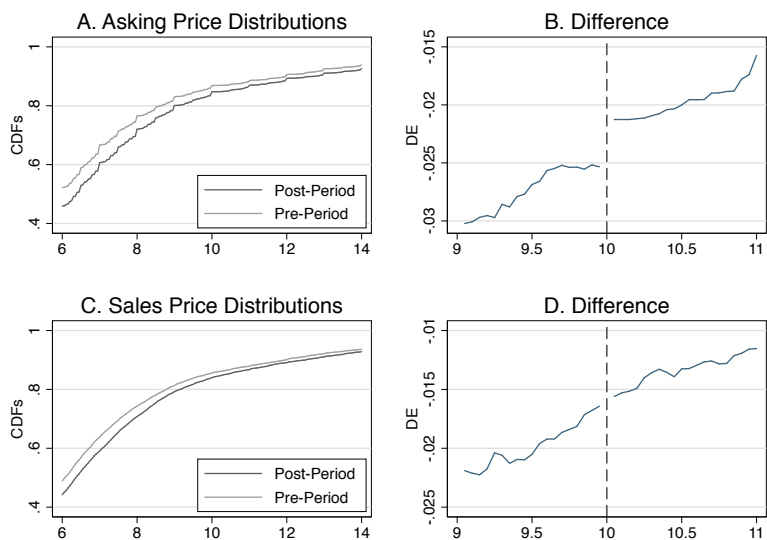 A. Asking Price Distributions
CDFs
1
.8
.6
.4
6 8 10 12 14
Post-Period
Pre-Period
B. Difference
DE
-.015
-.02
-.025
-.03
9 9.5 10 10.5 11
C. Sales Price Distributions
CDFs
1
.8
.6
.4
6 8 10 12 14
Post-Period
Pre-Period
D. Difference
DE
-.01
-.015
-.02
-.025
9 9.5 10 10.5 11